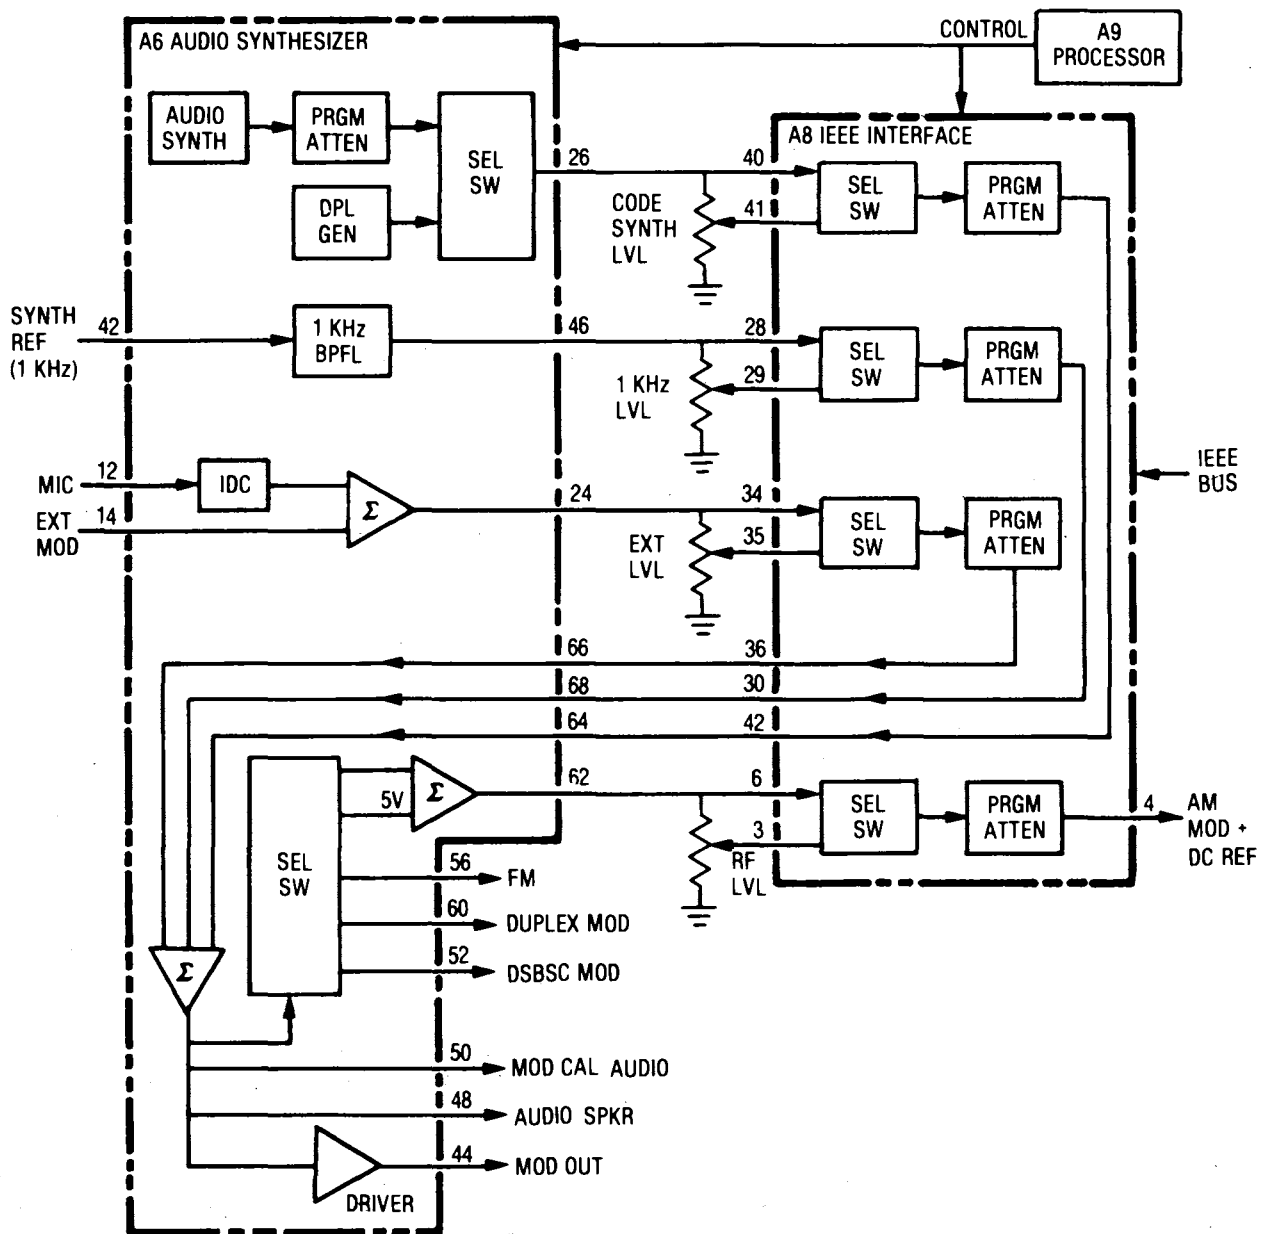 A6 AUDIO SYNTHESIZER
CONTROL
A9
PROCESSOR
AUDIO
SYNTH
PRGM
ATTEN
SEL
SW
DPL
GEN
26
CODE
SYNTH
LVL
40
41
A8 IEEE INTERFACE
SEL
SW
PRGM
ATTEN
SYNTH
REF
(1 KHz)
42
1 KHz
BPFL
46
1 KHz
LVL
28
29
SEL
SW
PRGM
ATTEN
MIC
12
IDC
EXT
MOD
14
Σ
24
EXT
LVL
34
35
SEL
SW
PRGM
ATTEN
IEEE
BUS
66
36
68
30
64
42
SEL
SW
5V
Σ
62
6
3
RF
LVL
SEL
SW
PRGM
ATTEN
4
AM
MOD +
DC REF
56
FM
60
DUPLEX MOD
52
DSBSC MOD
Σ
50
MOD CAL AUDIO
48
AUDIO SPKR
44
MOD OUT
DRIVER